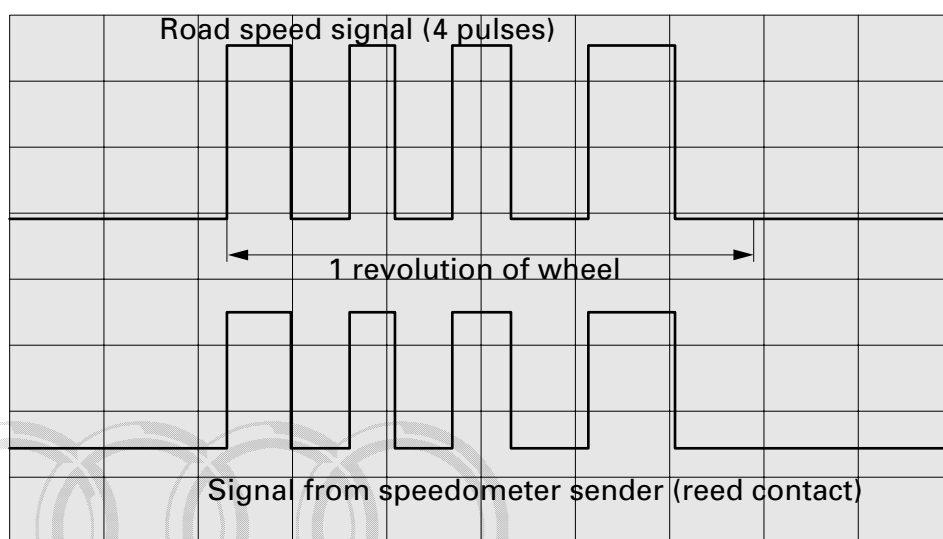 Road speed signal (4 pulses)
1 revolution of wheel
Signal from speedometer sender (reed contact)